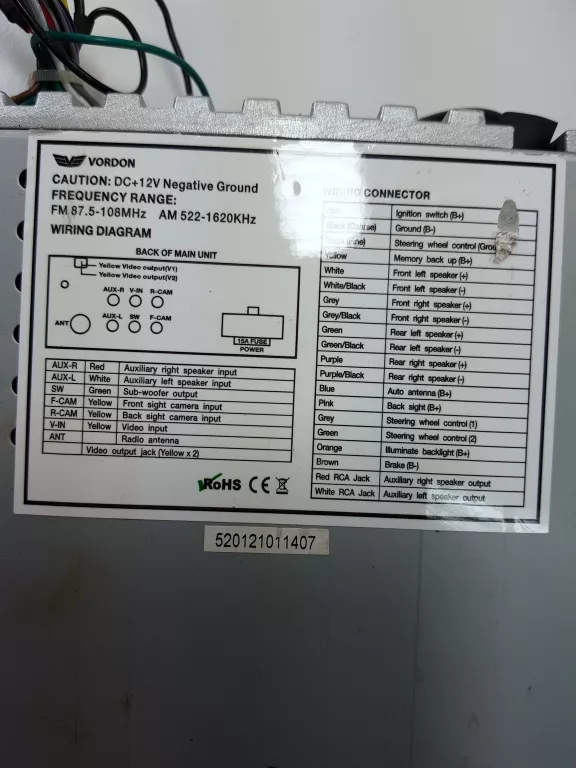 VORDON
CAUTION: DC+12V Negative Ground
FREQUENCY RANGE:
FM 87.5-108MHz AM 522-1620KHz
WIRING DIAGRAM
BACK OF MAIN UNIT
Yellow Video output(V1)
Yellow Video output(V2)
AUX-R V-IN R-CAM
ANT AUX-L SW F-CAM
15A FUSE
POWER
AUX-R Red Auxiliary right speaker input
AUX-L White Auxiliary left speaker input
SW Green Sub-woofer output
F-CAM Yellow Front sight camera input
R-CAM Yellow Back sight camera input
V-IN Yellow Video input
ANT Radio antenna
Video output jack (Yellow x 2)
RoHS CE
WIRING CONNECTOR
Ignition switch (B+)
Ground (B-)
Steering wheel control
Yellow Memory back up (B+)
White Front left speaker (+)
White/Black Front left speaker (-)
Grey Front right speaker (+)
Grey/Black Front right speaker (-)
Green Rear left speaker (+)
Green/Black Rear left speaker (-)
Purple Rear right speaker (+)
Purple/Black Rear right speaker (-)
Blue Auto antenna (B+)
Pink Back sight (B+)
Grey Steering wheel control (1)
Green Steering wheel control (2)
Orange Illuminate backlight (B+)
Brown Brake (B-)
Red RCA Jack Auxiliary right speaker output
White RCA Jack Auxiliary left speaker output
520121011407